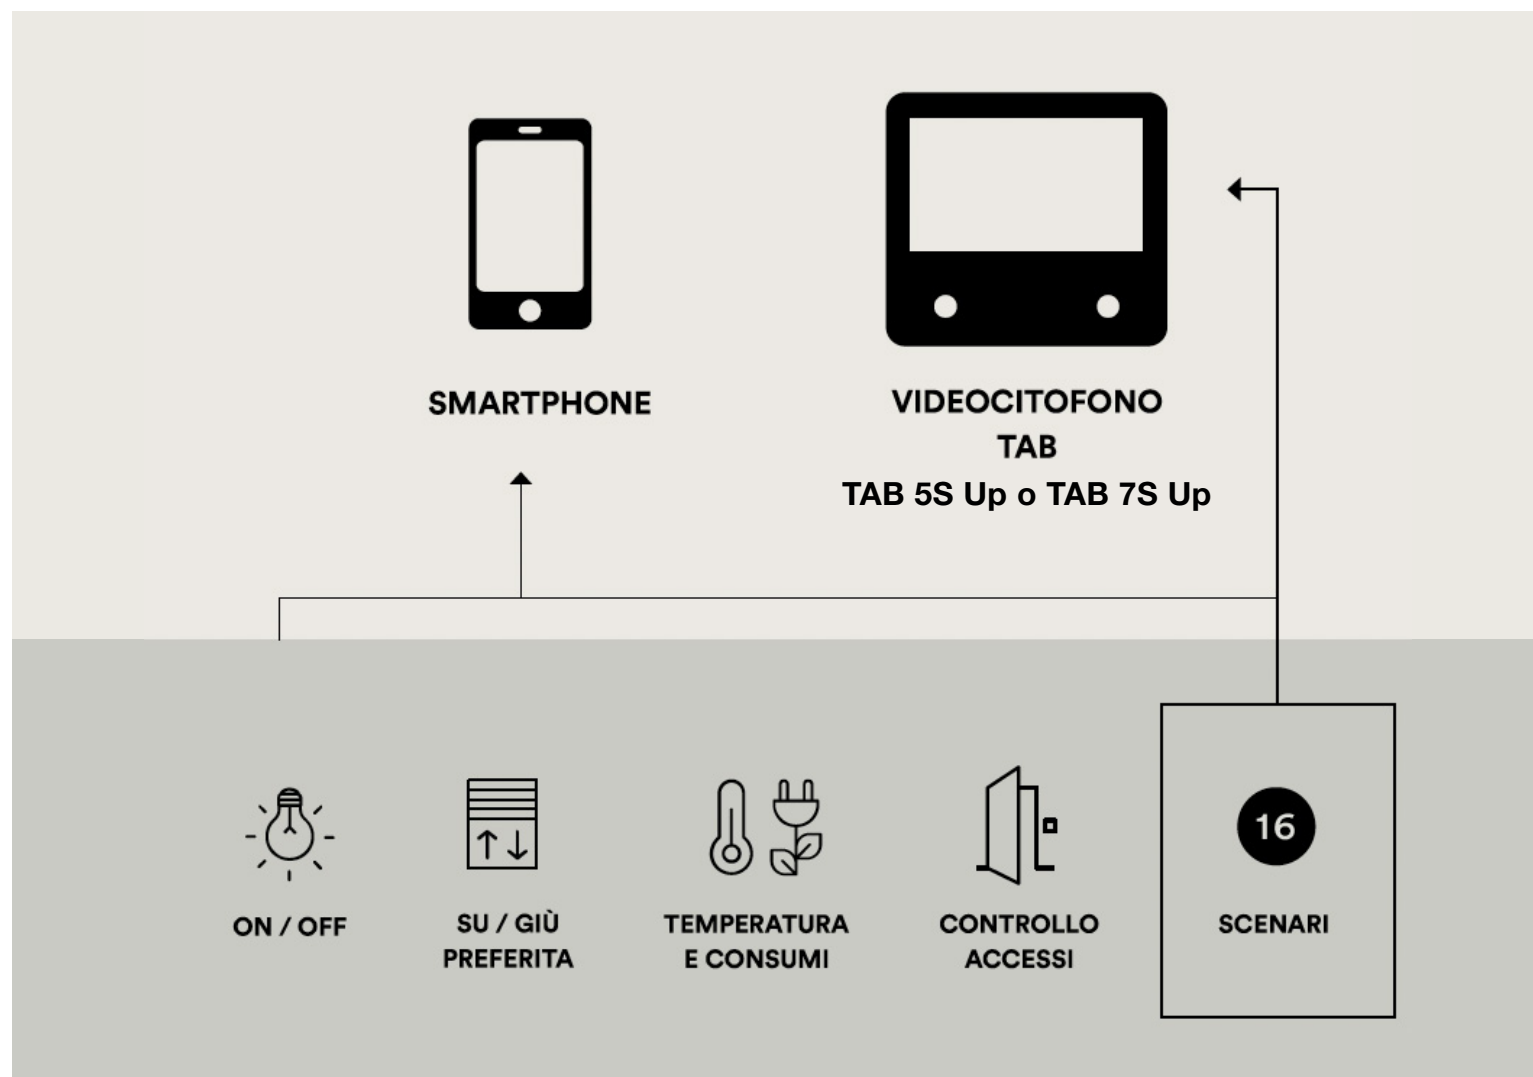 SMARTPHONE
VIDEOCITOFONO
TAB
TAB 5S Up o TAB 7S Up
ON / OFF
SU / GIÙ
PREFERITA
TEMPERATURA
E CONSUMI
CONTROLLO
ACCESSI
16
SCENARI